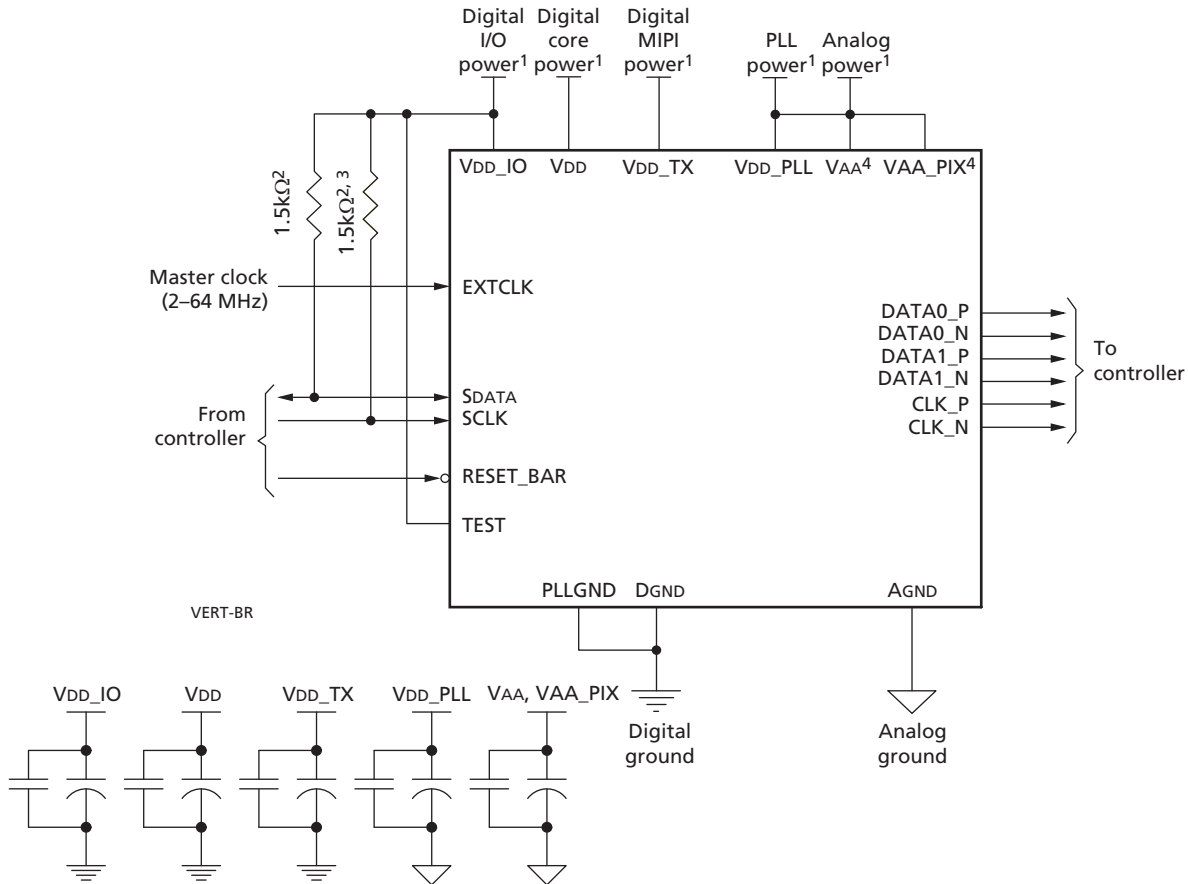 Digital
I/O
power¹
Digital
core
power¹
Digital
MIPI
power¹
PLL
power¹
Analog
power¹
VDD_IO
VDD
VDD_TX
VDD_PLL
VAA⁴
VAA_PIX⁴
1.5kΩ²
1.5kΩ²,³
Master clock
(2–64 MHz)
EXTCLK
DATA0_P
DATA0_N
DATA1_P
DATA1_N
CLK_P
CLK_N
To
controller
From
controller
SDATA
SCLK
RESET_BAR
TEST
PLLGND
DGND
AGND
VERT-BR
Digital
ground
Analog
ground
VDD_IO
VDD
VDD_TX
VDD_PLL
VAA, VAA_PIX